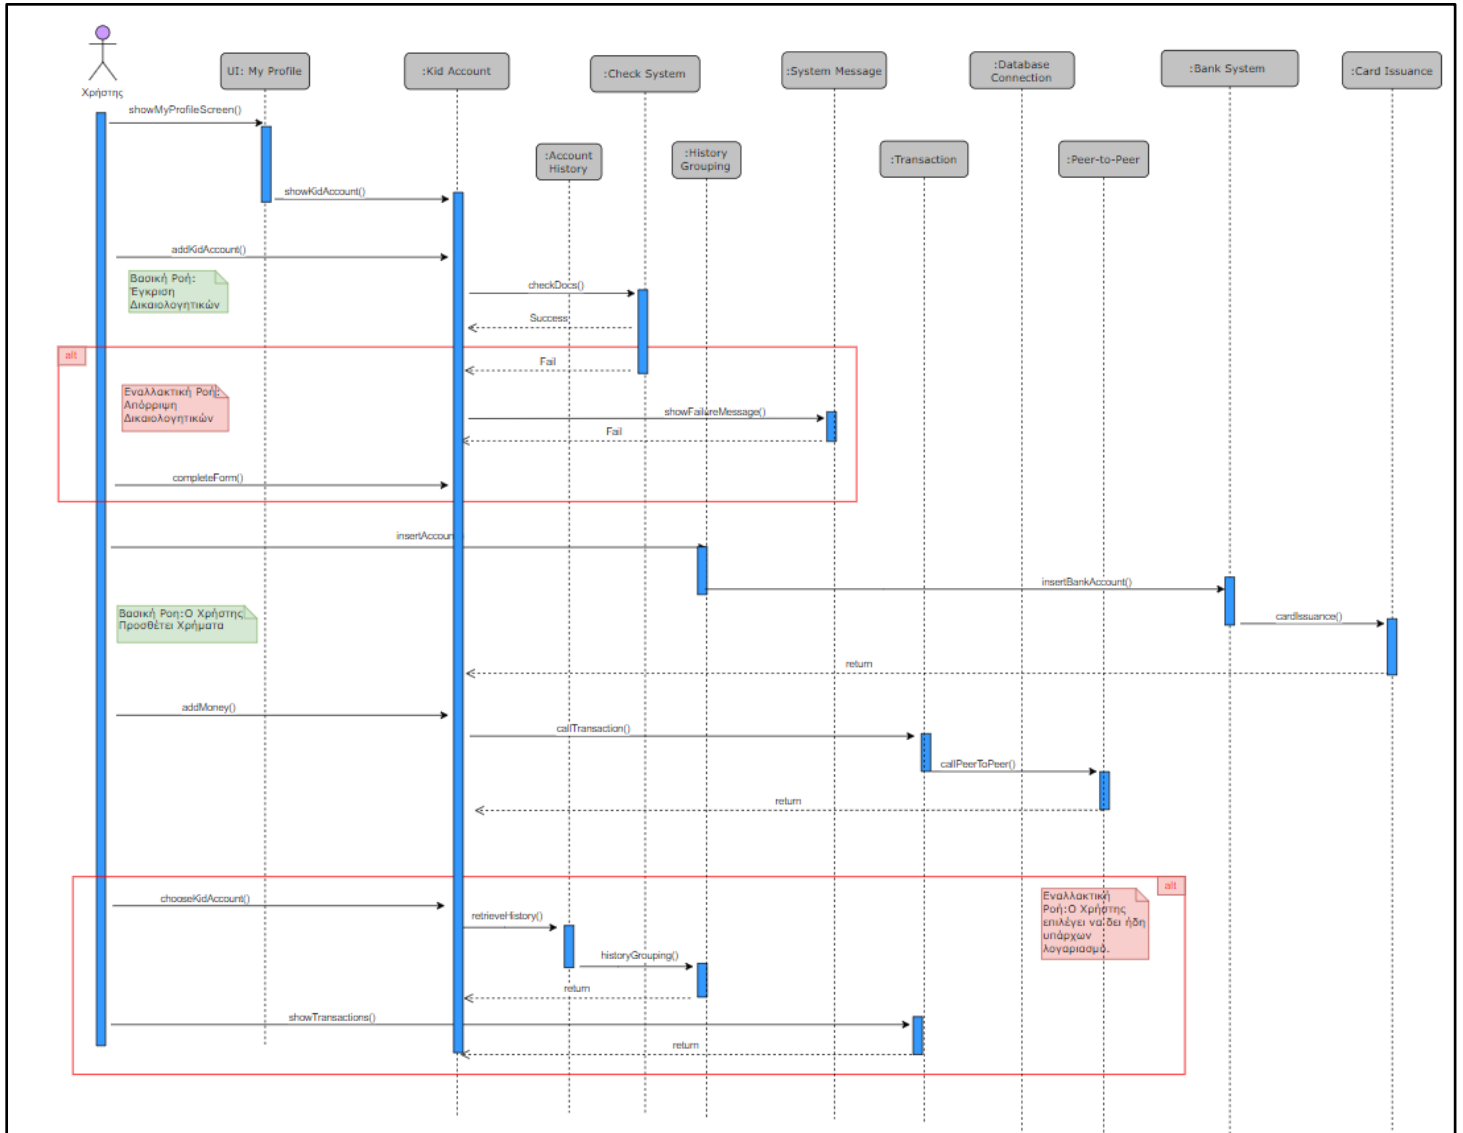 Χρήστης
UI: My Profile
:Kid Account
:Check System
:System Message
:Database
Connection
:Bank System
:Card Issuance
:Account
History
:History
Grouping
:Transaction
:Peer-to-Peer
showMyProfileScreen()
showKidAccount()
addKidAccount()
Βασική Ροή:
Έγκριση
Δικαιολογητικών
checkDocs()
Success
alt
Fail
Εναλλακτική Ροή:
Απόρριψη
Δικαιολογητικών
showFailureMessage()
Fail
completeForm()
insertAccoun
insertBankAccount()
Βασική Ροη:Ο Χρήστης
Προσθέτει Χρήματα
cardIssuance()
return
addMoney()
callTransaction()
callPeerToPeer()
return
alt
Εναλλακτική
Ροή:Ο Χρήστης
επιλέγει να δει ήδη
υπάρχων
λογαριασμό.
chooseKidAccount()
retrieveHistory()
historyGrouping()
return
showTransactions()
return